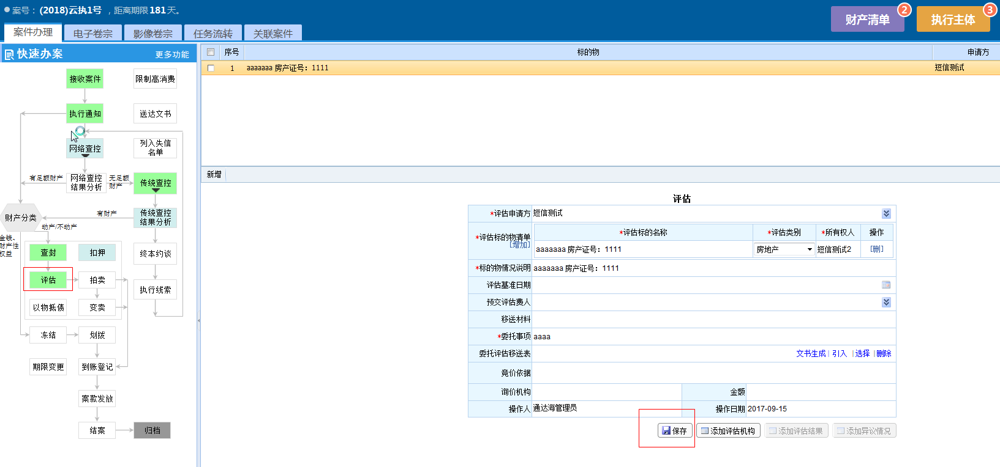 案号：(2018)云执1号 ，距离期限181天。
财产清单 2
执行主体 3
案件办理 电子卷宗 影像卷宗 任务流转 关联案件
快速办案 更多功能
接收案件
限制高消费
执行通知
送达文书
网络查控
列入失信
名单
有足额财产
网络查控
结果分析
无足额
财产
传统查控
财产分类
有财产
传统查控
结果分析
动产/不动产
金钱、
财产性
权益
查封
扣押
终本约谈
评估
拍卖
执行线索
以物抵债
变卖
冻结
划拨
期限变更
到账登记
案款发放
结案
归档
序号 标的物 申请方
1 aaaaaaa 房产证号：1111 短信测试
新增
评估
*评估申请方 短信测试
*评估标的物清单
[增加]
*评估标的名称 *评估类别 *所有权人 操作
aaaaaaa 房产证号：1111 房地产 短信测试2 [删]
*标的物情况说明 aaaaaaa 房产证号：1111
评估基准日期
预交评估费人
移送材料
*委托事项 aaaa
委托评估移送表 文书生成| 引入 |选择 |删除
竞价依据
询价机构 金额
操作人 通达海管理员 操作日期 2017-09-15
保存 添加评估机构 添加评估结果 添加异议情况